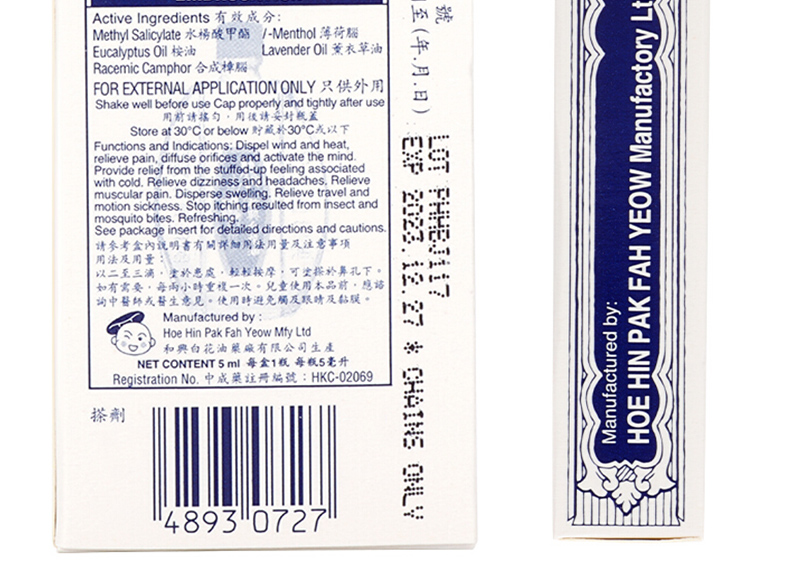 Active Ingredients 有效成分:
Methyl Salicylate 水楊酸甲酯 l-Menthol 薄荷腦
Eucalyptus Oil 桉油 Lavender Oil 薰衣草油
Racemic Camphor 合成樟腦
FOR EXTERNAL APPLICATION ONLY 只供外用
Shake well before use Cap properly and tightly after use
用前請搖勻,用後請妥封瓶蓋
Store at 30°C or below 貯藏於30°C或以下
Functions and Indications: Dispel wind and heat,
relieve pain, diffuse orifices and activate the mind.
Provide relief from the stuffed-up feeling associated
with cold. Relieve dizziness and headaches. Relieve
muscular pain. Disperse swelling. Relieve travel and
motion sickness. Stop itching resulted from insect and
mosquito bites. Refreshing.
See package insert for detailed directions and cautions.
請參考盒內說明書有關詳細用法用量及注意事項
用法及用量:
以二至三滴,塗於患處,輕輕按摩,可塗搽於鼻孔下。
如有需要,每兩小時重複一次。兒童使用本品前,應諮
詢中醫師或醫生意見。使用時避免觸及眼睛及黏膜。
Manufactured by :
Hoe Hin Pak Fah Yeow Mfy Ltd
和興白花油藥廠有限公司生產
NET CONTENT 5 ml 每盒1瓶 每瓶5毫升
Registration No. 中成藥註冊編號:HKC-02069
搽劑
4893 0727
號
至(年.月.日):
LOT
EXP 2027.12.27 * CHAINS ONLY
Manufactured by:
HOE HIN PAK FAH YEOW Manufactory Lt